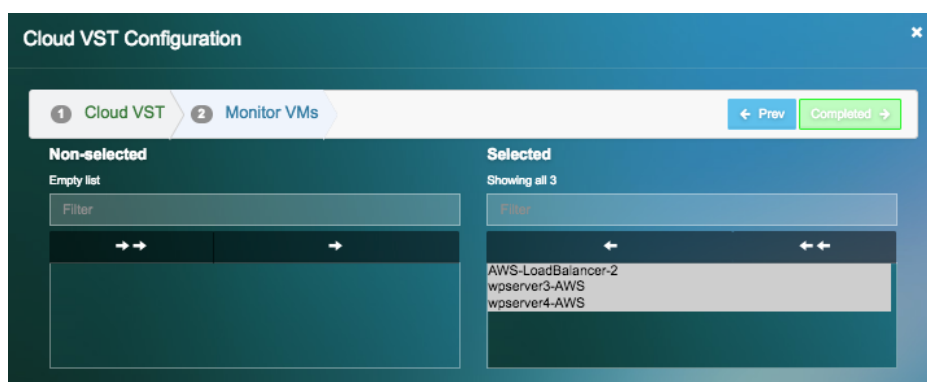 Cloud VST Configuration
1 Cloud VST 2 Monitor VMs
Prev
Completed
Non-selected
Empty list
Filter
Selected
Showing all 3
Filter
AWS-LoadBalancer-2
wpserver3-AWS
wpserver4-AWS